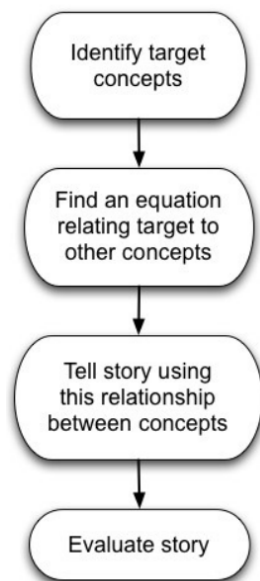 Identify target
concepts
Find an equation
relating target to
other concepts
Tell story using
this relationship
between concepts
Evaluate story